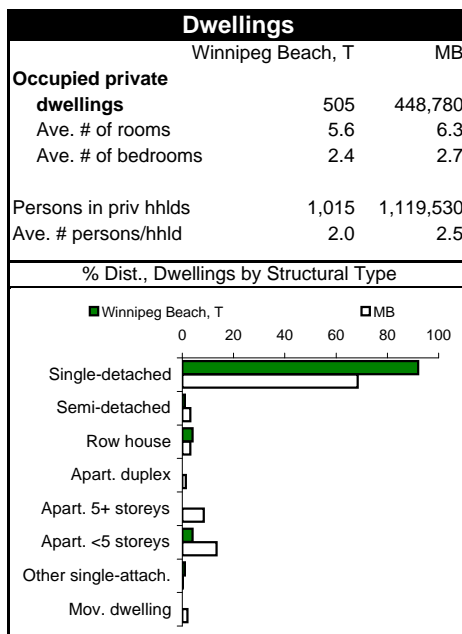 Dwellings
Winnipeg Beach, T MB
Occupied private
dwellings 505 448,780
Ave. # of rooms 5.6 6.3
Ave. # of bedrooms 2.4 2.7
Persons in priv hhlds 1,015 1,119,530
Ave. # persons/hhld 2.0 2.5
% Dist., Dwellings by Structural Type
Winnipeg Beach, T MB
0 20 40 60 80 100
Single-detached
Semi-detached
Row house
Apart. duplex
Apart. 5+ storeys
Apart. <5 storeys
Other single-attach.
Mov. dwelling